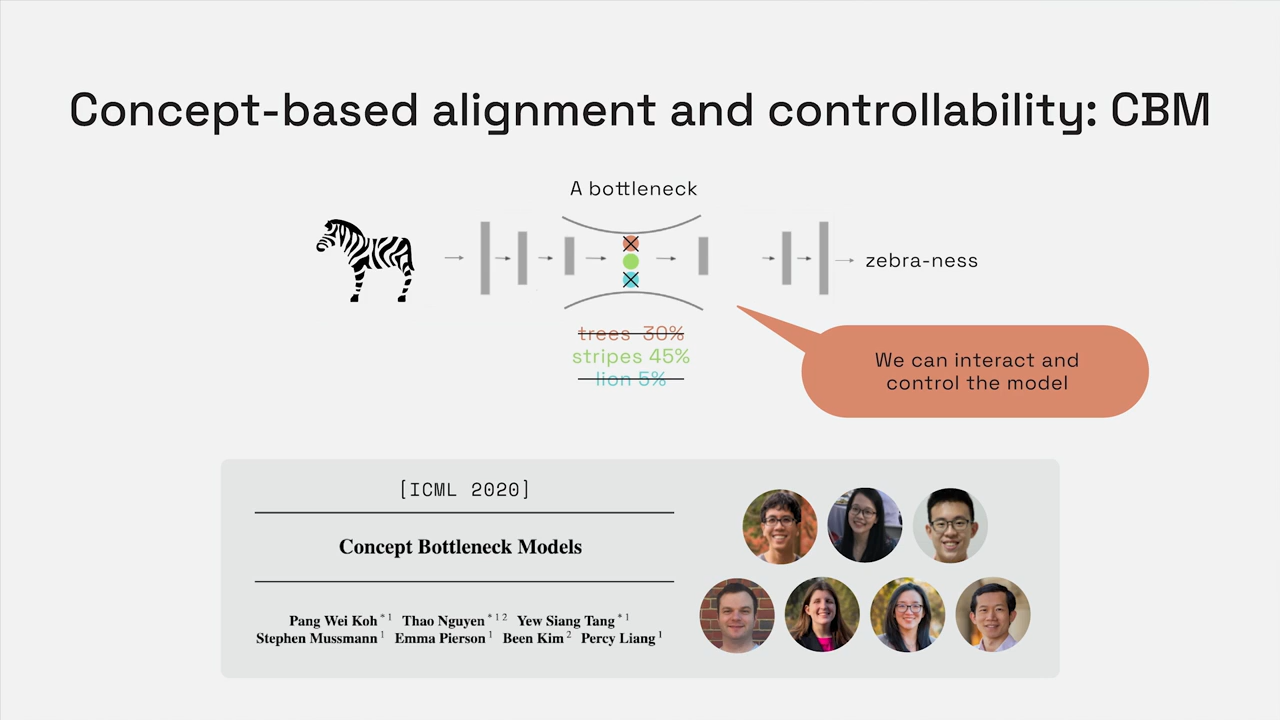 Concept-based alignment and controllability: CBM
A bottleneck
zebra-ness
trees 30%
stripes 45%
lion 5%
We can interact and
control the model
[ICML 2020]
Concept Bottleneck Models
Pang Wei Koh * 1 Thao Nguyen * 1 2 Yew Siang Tang * 1
Stephen Mussmann 1 Emma Pierson 1 Been Kim 2 Percy Liang 1